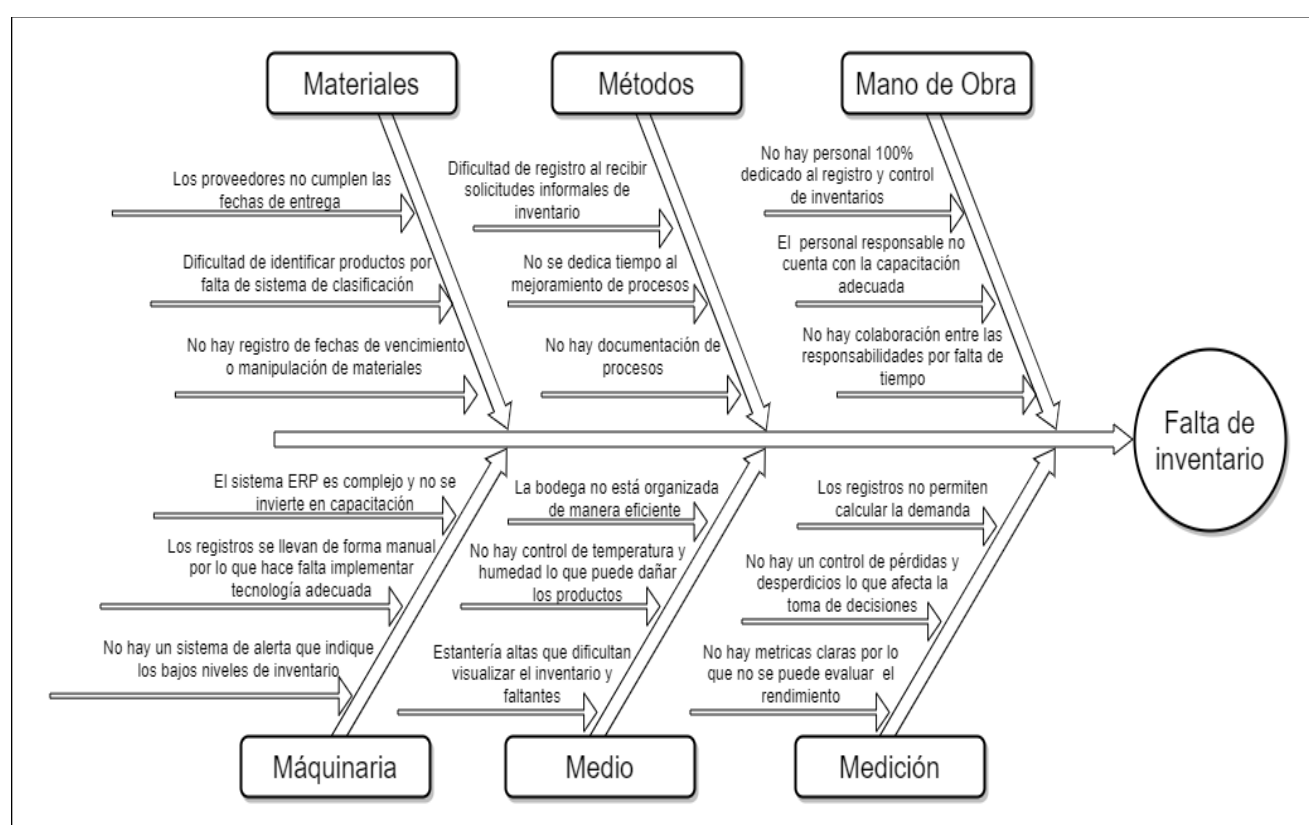 Materiales
Métodos
Mano de Obra
Los proveedores no cumplen las
fechas de entrega
Dificultad de identificar productos por
falta de sistema de clasificación
No hay registro de fechas de vencimiento
o manipulación de materiales
Dificultad de registro al recibir
solicitudes informales de
inventario
No se dedica tiempo al
mejoramiento de procesos
No hay documentación de
procesos
No hay personal 100%
dedicado al registro y control
de inventarios
El personal responsable no
cuenta con la capacitación
adecuada
No hay colaboración entre las
responsabilidades por falta de
tiempo
Falta de
inventario
El sistema ERP es complejo y no se
invierte en capacitación
Los registros se llevan de forma manual
por lo que hace falta implementar
tecnología adecuada
No hay un sistema de alerta que indique
los bajos niveles de inventario
La bodega no está organizada
de manera eficiente
No hay control de temperatura y
humedad lo que puede dañar
los productos
Estantería altas que dificultan
visualizar el inventario y
faltantes
Los registros no permiten
calcular la demanda
No hay un control de pérdidas y
desperdicios lo que afecta la
toma de decisiones
No hay metricas claras por lo
que no se puede evaluar el
rendimiento
Máquinaria
Medio
Medición